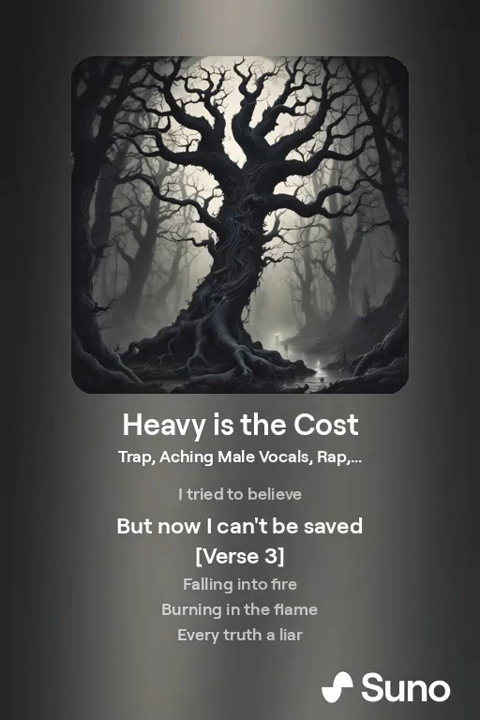 Heavy is the Cost
Trap, Aching Male Vocals, Rap,...
I tried to believe
But now I can't be saved
[Verse 3]
Falling into fire
Burning in the flame
Every truth a liar
Suno